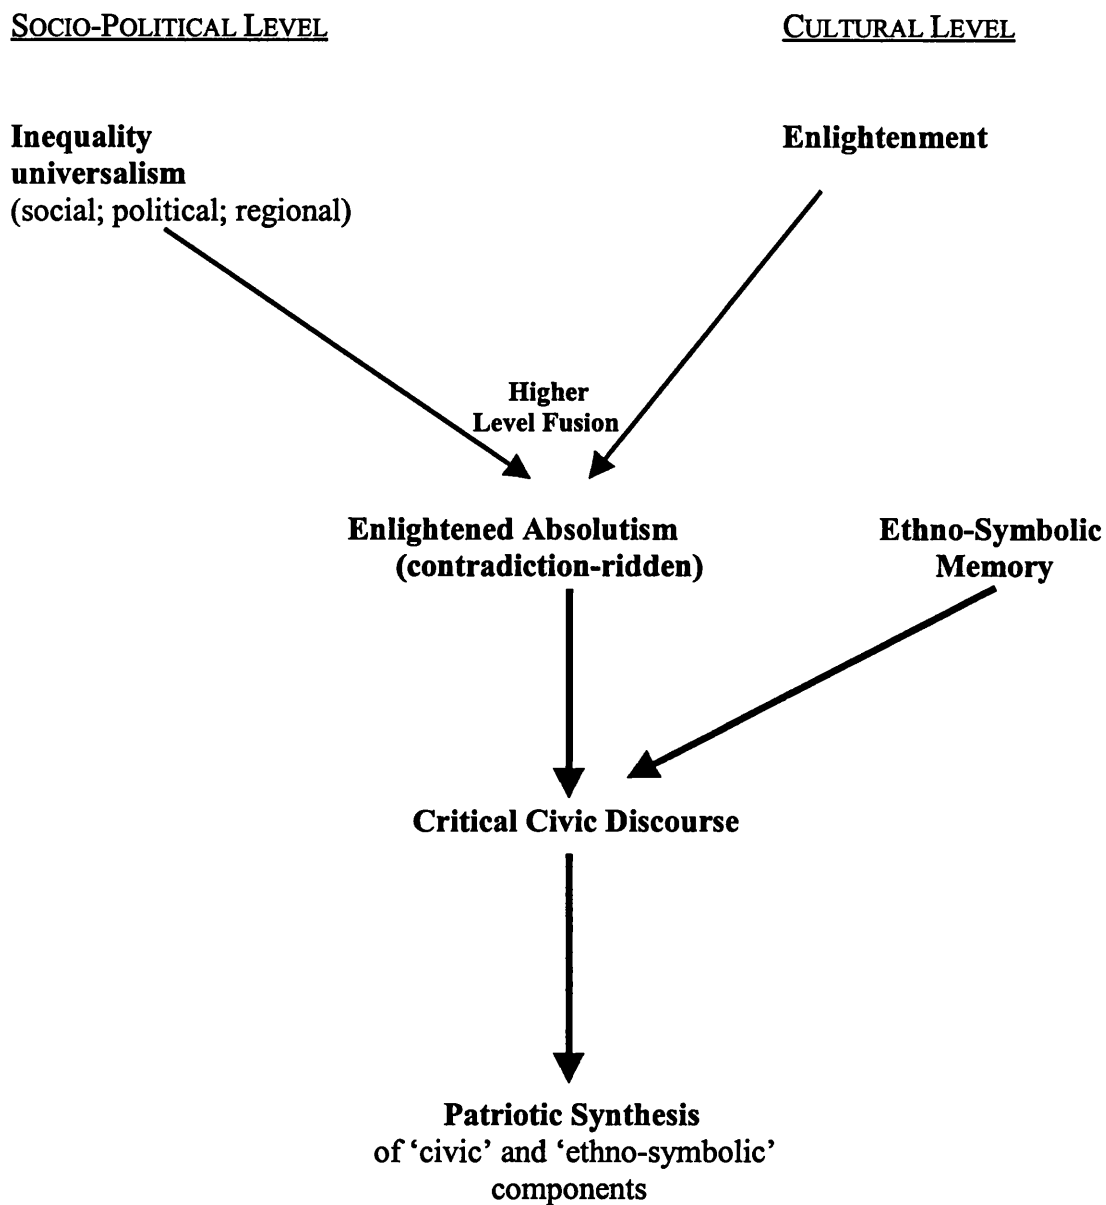 SOCIO-POLITICAL LEVEL
CULTURAL LEVEL
Inequality
universalism
(social; political; regional)
Enlightenment
Higher
Level Fusion
Enlightened Absolutism
(contradiction-ridden)
Ethno-Symbolic
Memory
Critical Civic Discourse
Patriotic Synthesis
of ‘civic’ and ‘ethno-symbolic’
components